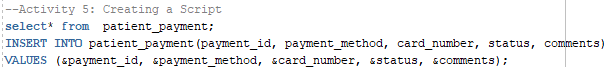 --Activity 5: Creating a Script
select* from  patient_payment;
INSERT INTO patient_payment(payment_id, payment_method, card_number, status, comments)
VALUES (&payment_id, &payment_method, &card_number, &status, &comments);